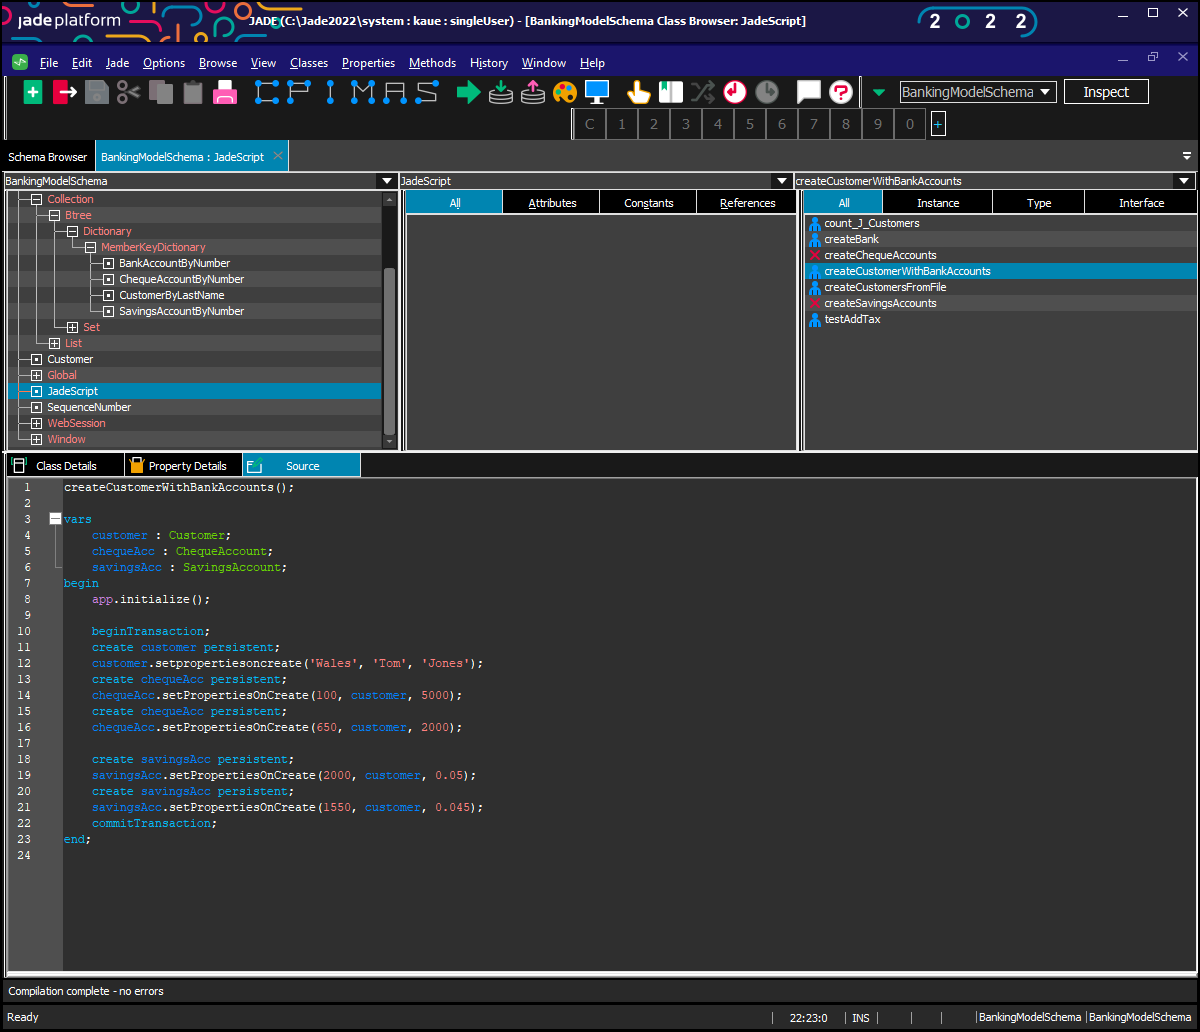 jade platform JADE (C:\Jade2022\system : kaue : singleUser) - [BankingModelSchema Class Browser: JadeScript] 2 0 2 2
File Edit Jade Options Browse View Classes Properties Methods History Window Help
C P I M A S BankingModelSchema Inspect
C 1 2 3 4 5 6 7 8 9 0 +
Schema Browser BankingModelSchema : JadeScript
BankingModelSchema
Collection
Btree
Dictionary
MemberKeyDictionary
BankAccountByNumber
ChequeAccountByNumber
CustomerByLastName
SavingsAccountByNumber
Set
List
Customer
Global
JadeScript
SequenceNumber
WebSession
Window
JadeScript
All Attributes Constants References
createCustomerWithBankAccounts
All Instance Type Interface
count_J_Customers
createBank
createChequeAccounts
createCustomerWithBankAccounts
createCustomersFromFile
createSavingsAccounts
testAddTax
Class Details Property Details Source
1 createCustomerWithBankAccounts();
2
3 vars
4 customer : Customer;
5 chequeAcc : ChequeAccount;
6 savingsAcc : SavingsAccount;
7 begin
8 app.initialize();
9
10 beginTransaction;
11 create customer persistent;
12 customer.setpropertiesoncreate('Wales', 'Tom', 'Jones');
13 create chequeAcc persistent;
14 chequeAcc.setPropertiesOnCreate(100, customer, 5000);
15 create chequeAcc persistent;
16 chequeAcc.setPropertiesOnCreate(650, customer, 2000);
17
18 create savingsAcc persistent;
19 savingsAcc.setPropertiesOnCreate(2000, customer, 0.05);
20 create savingsAcc persistent;
21 savingsAcc.setPropertiesOnCreate(1550, customer, 0.045);
22 commitTransaction;
23 end;
24
Compilation complete - no errors
Ready 22:23:0 INS BankingModelSchema BankingModelSchema